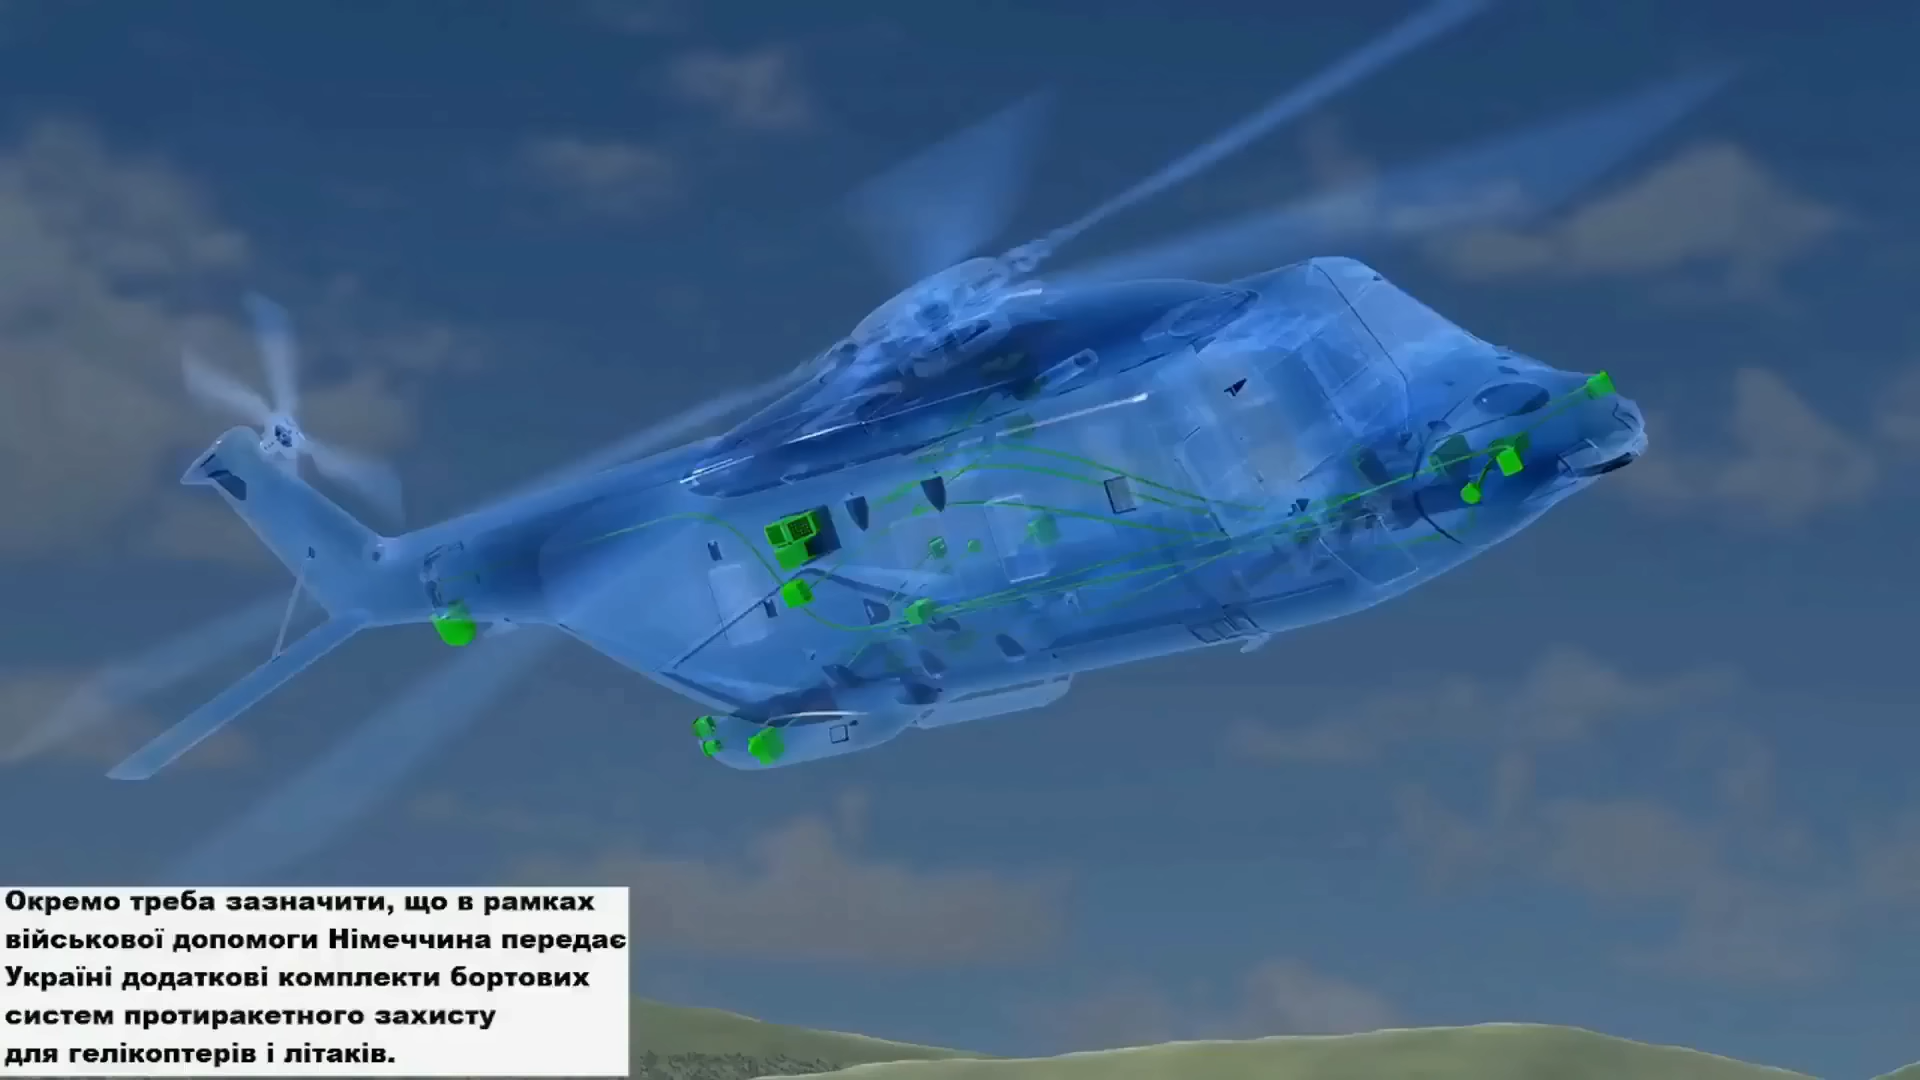 Окремо треба зазначити, що в рамках
військової допомоги Німеччина передає
Україні додаткові комплекти бортових
систем протиракетного захисту
для гелікоптерів і літаків.